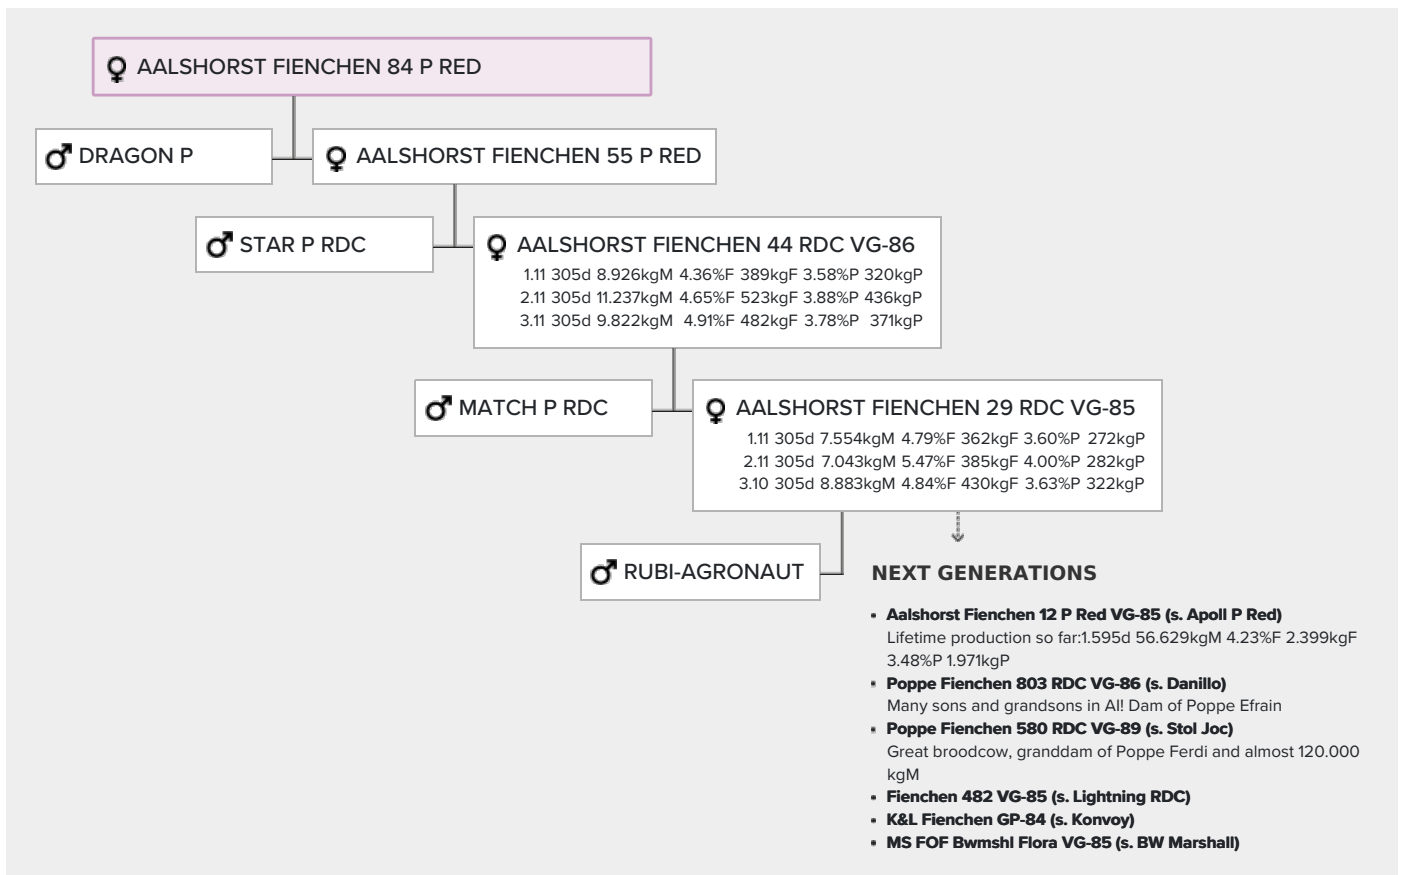 AALSHORST FIENCHEN 84 P RED
DRAGON P
AALSHORST FIENCHEN 55 P RED
STAR P RDC
AALSHORST FIENCHEN 44 RDC VG-86
1.11 305d 8.926kgM 4.36%F 389kgF 3.58%P 320kgP
2.11 305d 11.237kgM 4.65%F 523kgF 3.88%P 436kgP
3.11 305d 9.822kgM 4.91%F 482kgF 3.78%P 371kgP
MATCH P RDC
AALSHORST FIENCHEN 29 RDC VG-85
1.11 305d 7.554kgM 4.79%F 362kgF 3.60%P 272kgP
2.11 305d 7.043kgM 5.47%F 385kgF 4.00%P 282kgP
3.10 305d 8.883kgM 4.84%F 430kgF 3.63%P 322kgP
RUBI-AGRONAUT
NEXT GENERATIONS
Aalshorst Fienchen 12 P Red VG-85 (s. Apoll P Red)
Lifetime production so far:1.595d 56.629kgM 4.23%F 2.399kgF
3.48%P 1.971kgP
Poppe Fienchen 803 RDC VG-86 (s. Danillo)
Many sons and grandsons in AI! Dam of Poppe Efrain
Poppe Fienchen 580 RDC VG-89 (s. Stol Joc)
Great broodcow, granddam of Poppe Ferdi and almost 120.000
kgM
Fienchen 482 VG-85 (s. Lightning RDC)
K&L Fienchen GP-84 (s. Konvoy)
MS FOF Bwmshl Flora VG-85 (s. BW Marshall)